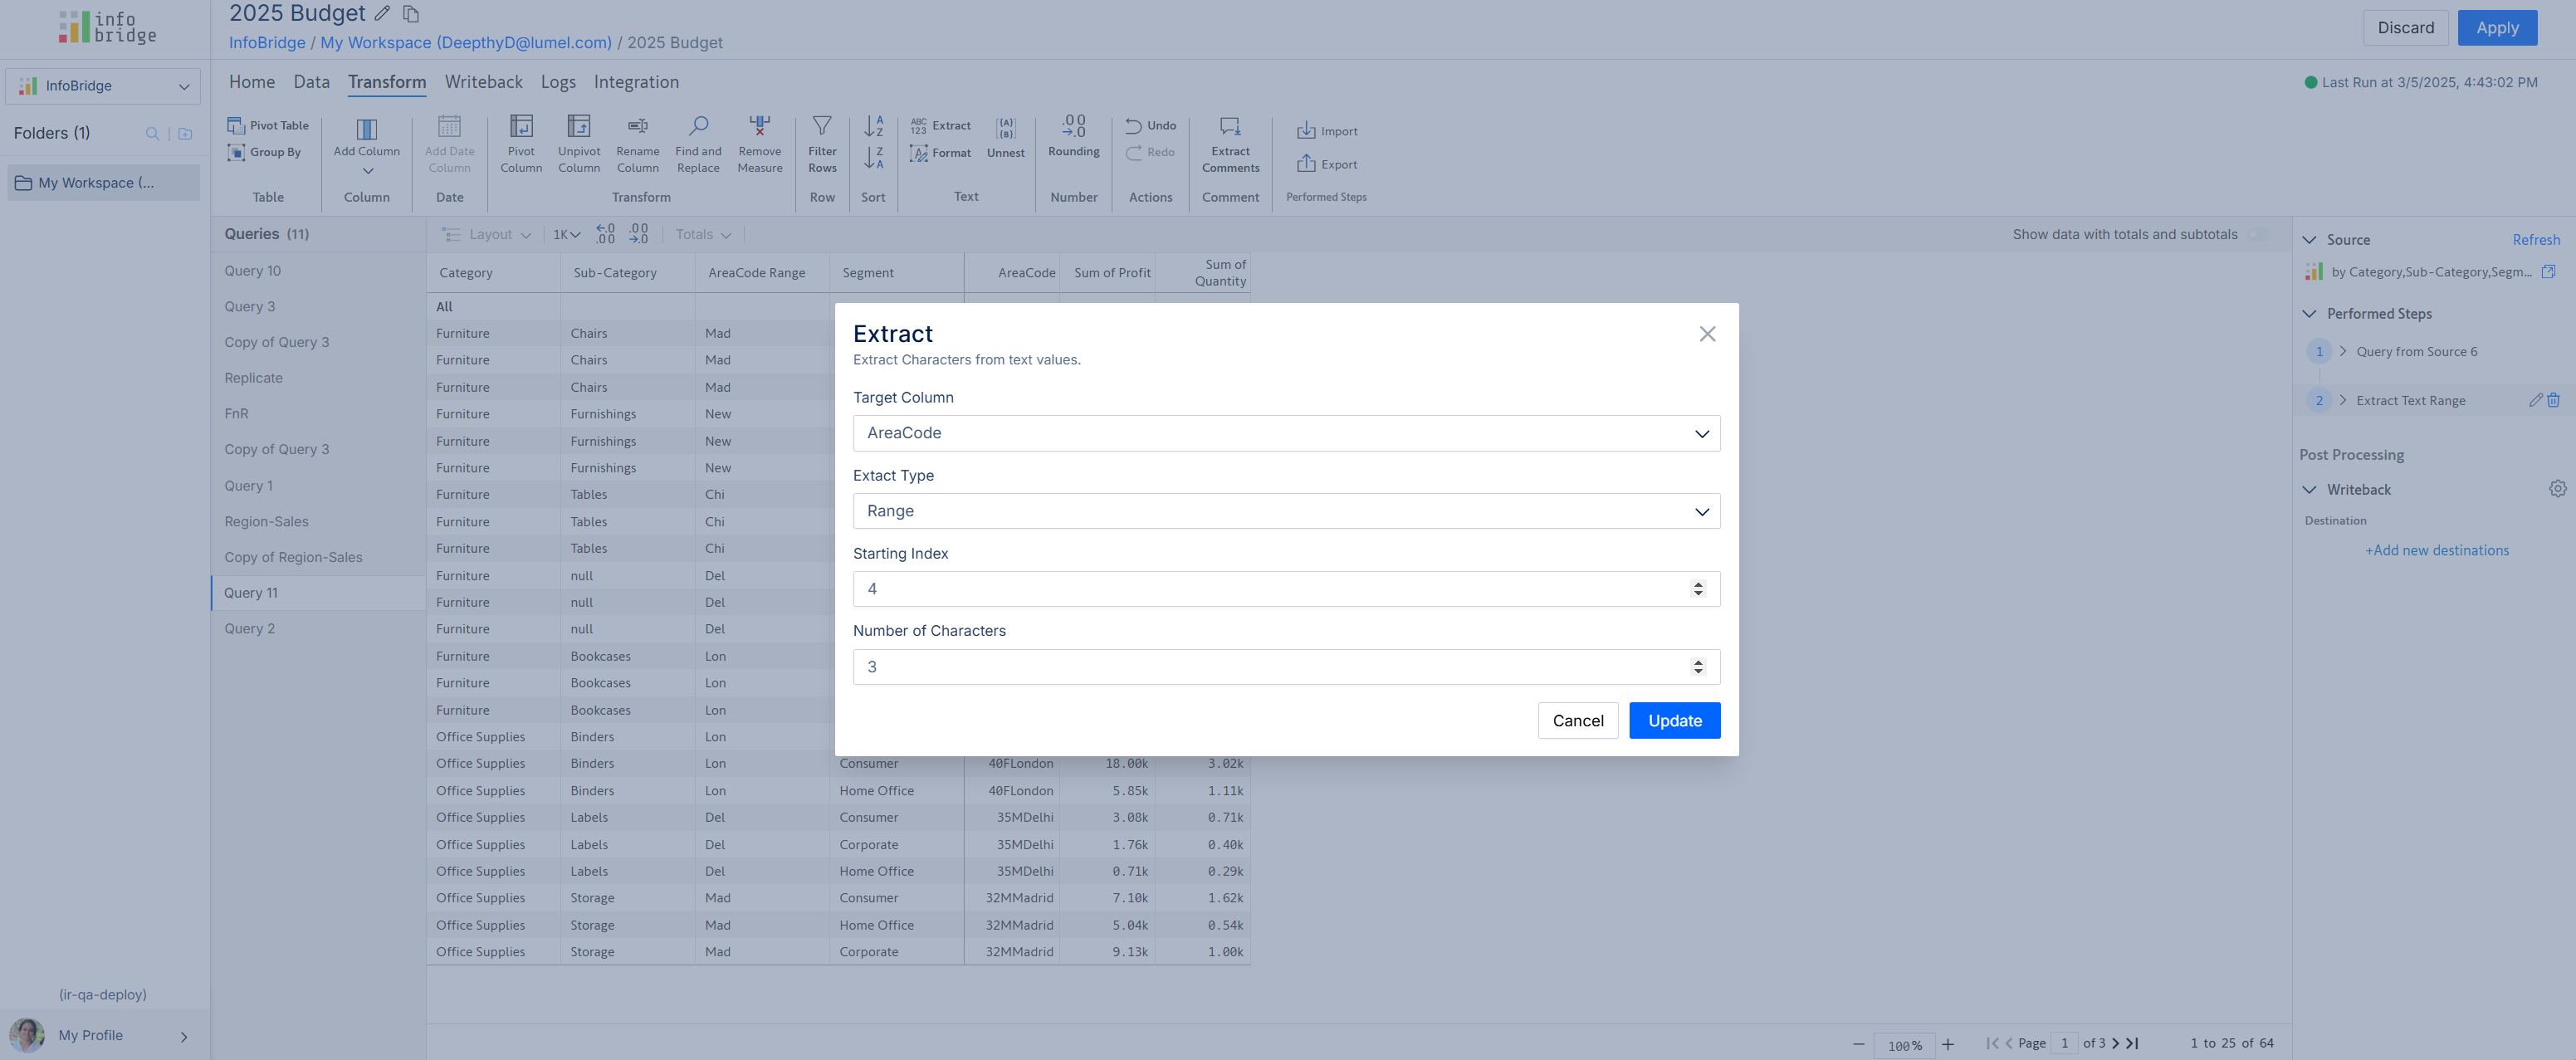 info
bridge
2025 Budget
InfoBridge / My Workspace (DeepthyD@lumel.com) / 2025 Budget
Discard
Apply
InfoBridge
Folders (1)
My Workspace (...
Home Data Transform Writeback Logs Integration
Last Run at 3/5/2025, 4:43:02 PM
Pivot Table
Group By
Table
Add Column
Column
Add Date
Column
Date
Pivot
Column
Unpivot
Column
Rename
Column
Find and
Replace
Remove
Measure
Transform
Filter
Rows
Row
A
Z
Z
A
Sort
ABC
123
Extract
Format
{A}
{B}
Unnest
Text
.00
.0
Rounding
Number
Undo
Redo
Actions
Extract
Comments
Comment
Import
Export
Performed Steps
Queries (11)
Query 10
Query 3
Copy of Query 3
Replicate
FnR
Copy of Query 3
Query 1
Region-Sales
Copy of Region-Sales
Query 11
Query 2
Layout 1K .0 .00 .00 .0 Totals
Show data with totals and subtotals
Category Sub-Category AreaCode Range Segment AreaCode Sum of Profit Sum of
Quantity
All
Furniture Chairs Mad
Furniture Chairs Mad
Furniture Chairs Mad
Furniture Furnishings New
Furniture Furnishings New
Furniture Furnishings New
Furniture Tables Chi
Furniture Tables Chi
Furniture Tables Chi
Furniture null Del
Furniture null Del
Furniture null Del
Furniture Bookcases Lon
Furniture Bookcases Lon
Furniture Bookcases Lon
Office Supplies Binders Lon
Office Supplies Binders Lon Consumer 40FLondon 18.00k 3.02k
Office Supplies Binders Lon Home Office 40FLondon 5.85k 1.11k
Office Supplies Labels Del Consumer 35MDelhi 3.08k 0.71k
Office Supplies Labels Del Corporate 35MDelhi 1.76k 0.40k
Office Supplies Labels Del Home Office 35MDelhi 0.71k 0.29k
Office Supplies Storage Mad Consumer 32MMadrid 7.10k 1.62k
Office Supplies Storage Mad Home Office 32MMadrid 5.04k 0.54k
Office Supplies Storage Mad Corporate 32MMadrid 9.13k 1.00k
Extract
Extract Characters from text values.
Target Column
AreaCode
Extact Type
Range
Starting Index
4
Number of Characters
3
Cancel
Update
Source
Refresh
by Category,Sub-Category,Segm...
Performed Steps
1 Query from Source 6
2 Extract Text Range
Post Processing
Writeback
Destination
+Add new destinations
(ir-qa-deploy)
My Profile
100%
Page 1 of 3
1 to 25 of 64